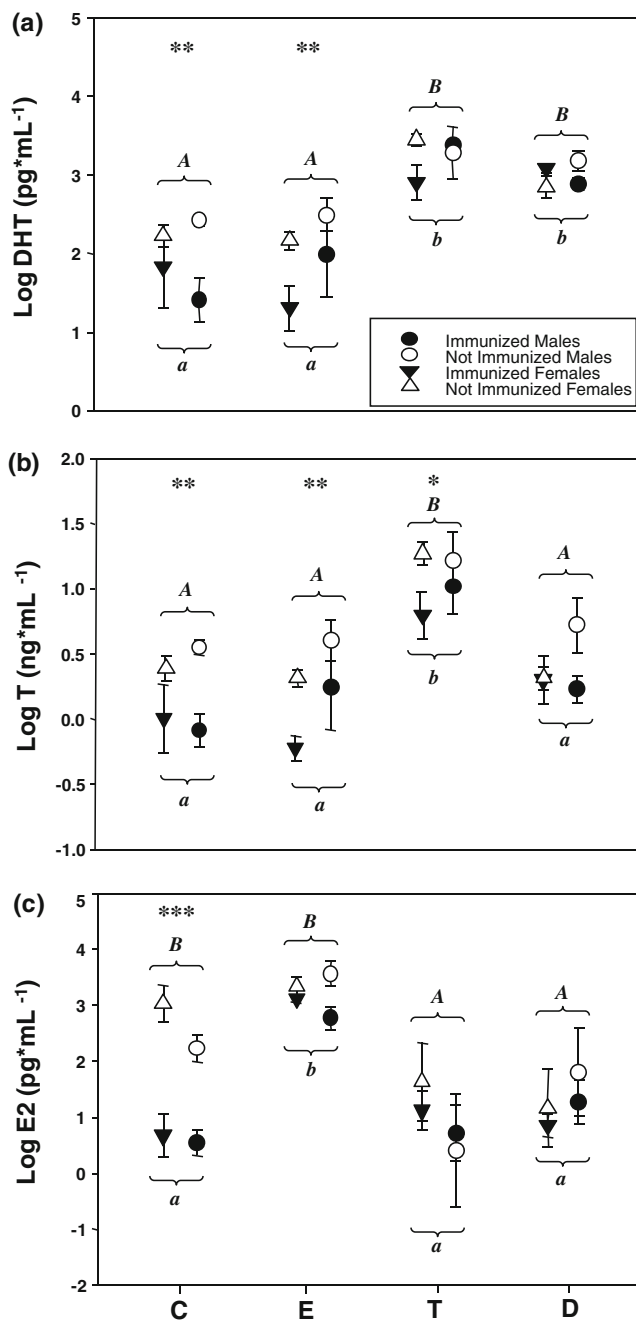 (a)
5
4
3
2
1
0
Log DHT (pg*mL-1)
** **
A A B B
a a b b
Immunized Males
Not Immunized Males
Immunized Females
Not Immunized Females
(b)
2.0
1.5
1.0
0.5
0.0
-0.5
-1.0
Log T (ng*mL -1)
** ** *
A A B A
a a b a
(c)
5
4
3
2
1
0
-1
-2
Log E2 (pg*mL -1)
***
B B A A
a b a a
C E T D